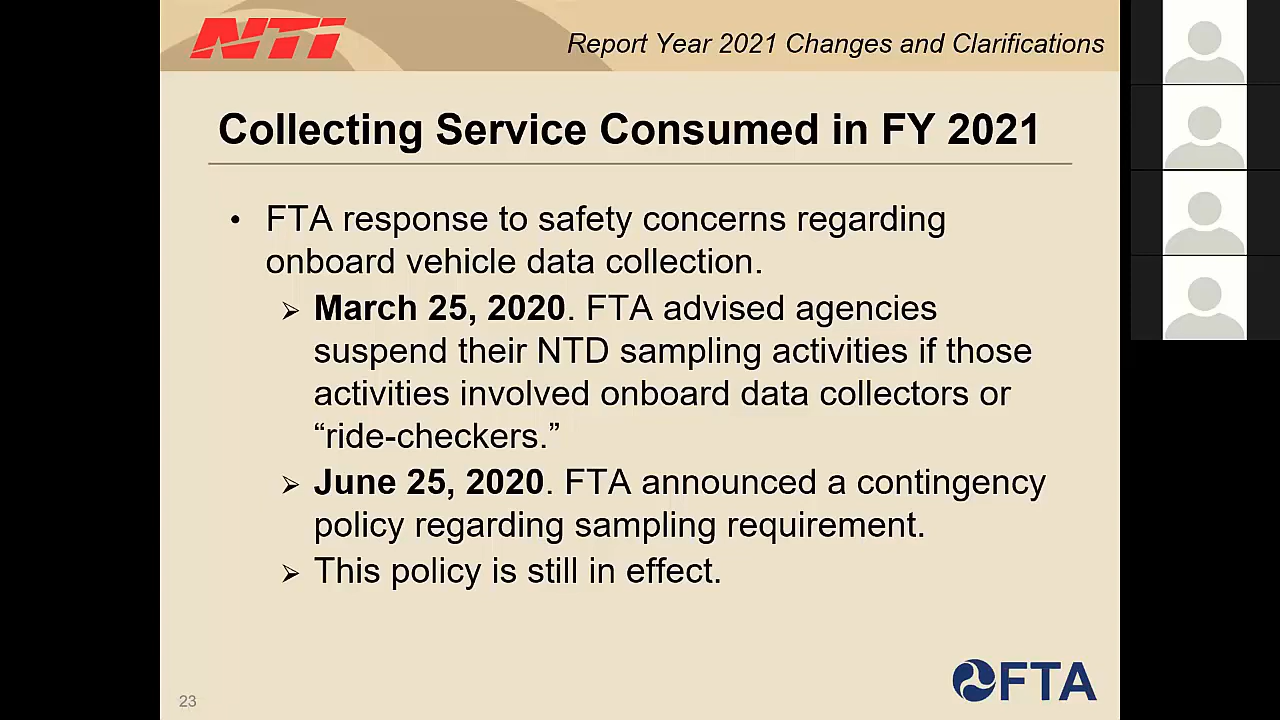 NTI
Report Year 2021 Changes and Clarifications
Collecting Service Consumed in FY 2021
• FTA response to safety concerns regarding
onboard vehicle data collection.
➢ March 25, 2020. FTA advised agencies
suspend their NTD sampling activities if those
activities involved onboard data collectors or
“ride-checkers.”
➢ June 25, 2020. FTA announced a contingency
policy regarding sampling requirement.
➢ This policy is still in effect.
23
FTA